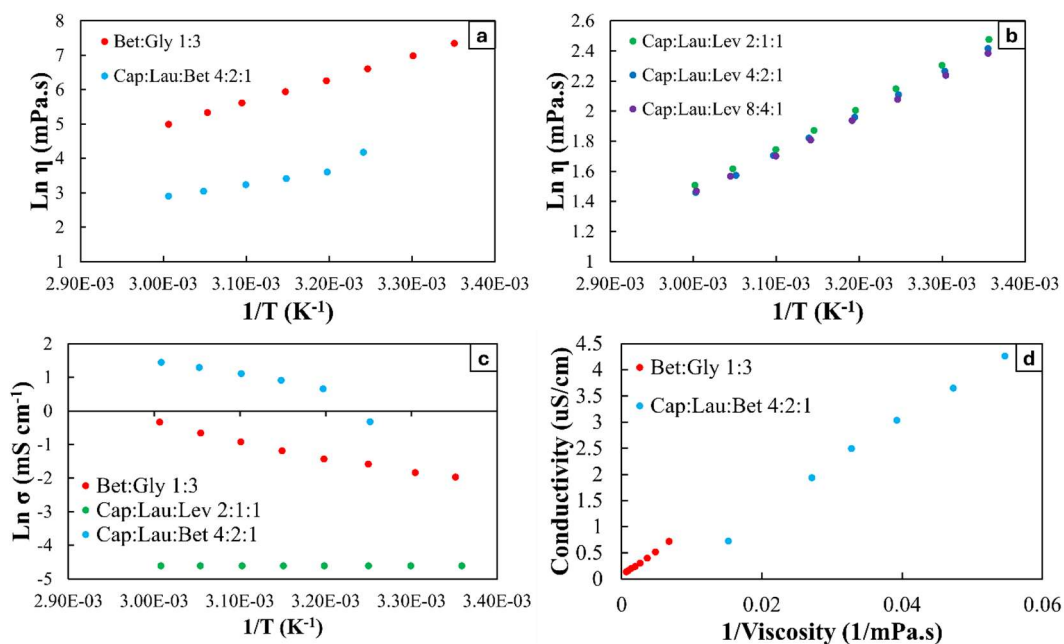 a
8
7
6
5
4
3
2
1
Ln η (mPa.s)
Bet:Gly 1:3
Cap:Lau:Bet 4:2:1
2.90E-03 3.00E-03 3.10E-03 3.20E-03 3.30E-03 3.40E-03
1/T (K⁻¹)
b
2.6
2.4
2.2
2
1.8
1.6
1.4
1.2
1
Ln η (mPa.s)
Cap:Lau:Lev 2:1:1
Cap:Lau:Lev 4:2:1
Cap:Lau:Lev 8:4:1
2.90E-03 3.00E-03 3.10E-03 3.20E-03 3.30E-03 3.40E-03
1/T (K⁻¹)
c
2
1
0
-1
-2
-3
-4
-5
Ln σ (mS cm⁻¹)
Bet:Gly 1:3
Cap:Lau:Lev 2:1:1
Cap:Lau:Bet 4:2:1
2.90E-03 3.00E-03 3.10E-03 3.20E-03 3.30E-03 3.40E-03
1/T (K⁻¹)
d
4.5
4
3.5
3
2.5
2
1.5
1
0.5
0
Conductivity (uS/cm)
Bet:Gly 1:3
Cap:Lau:Bet 4:2:1
0 0.02 0.04 0.06
1/Viscosity (1/mPa.s)